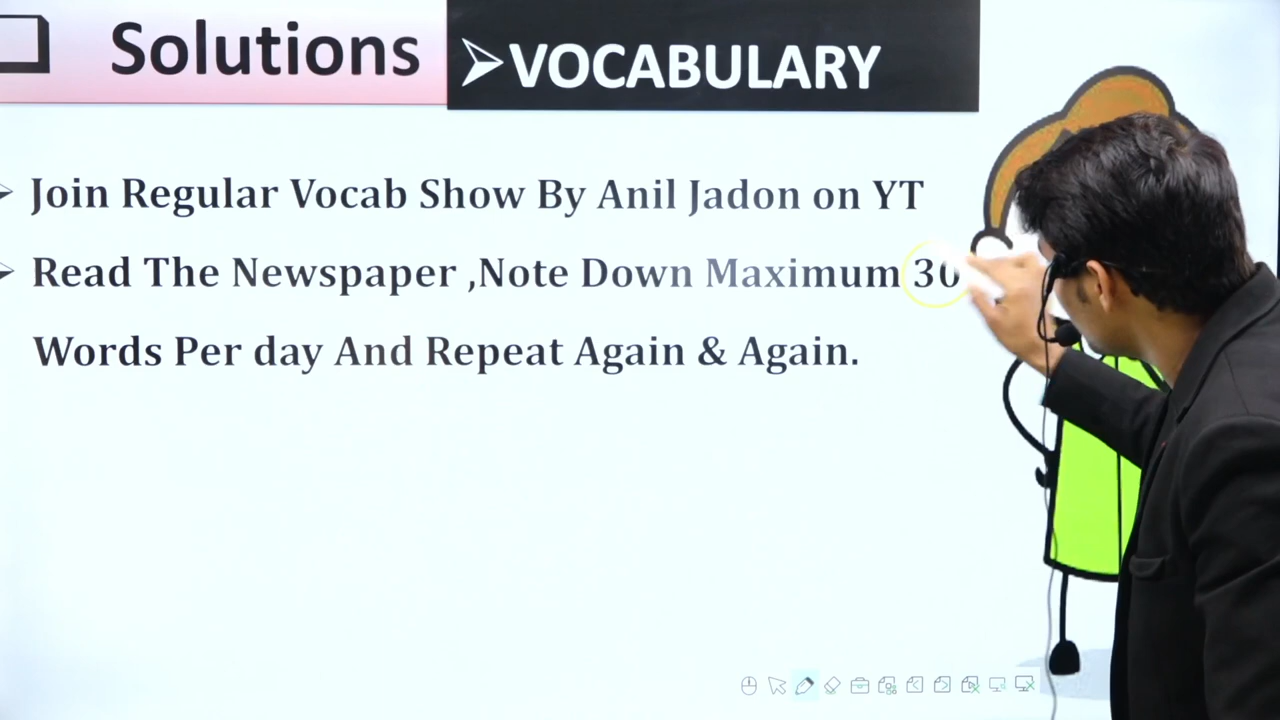 Solutions
VOCABULARY
Join Regular Vocab Show By Anil Jadon on YT
Read The Newspaper ,Note Down Maximum 30
Words Per day And Repeat Again & Again.